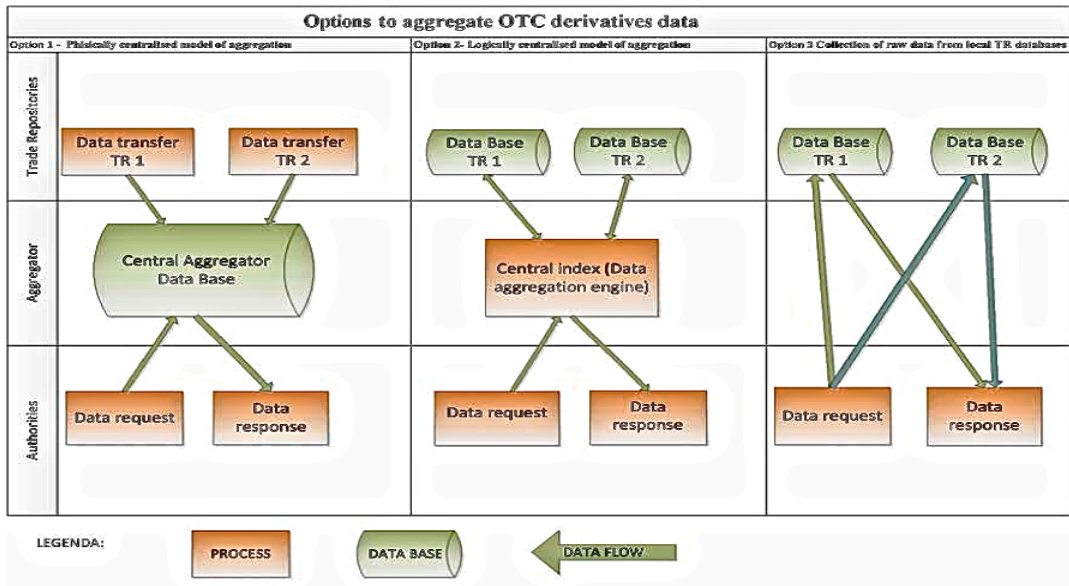 Options to aggregate OTC derivatives data
Option 1 - Phisically centralised model of aggregation
Option 2- Logically centralised model of aggregation
Option 3 Collection of raw data from local TR databases
Trade Repositories
Data transfer
TR 1
Data transfer
TR 2
Data Base
TR 1
Data Base
TR 2
Data Base
TR 1
Data Base
TR 2
Aggregator
Central Aggregator
Data Base
Central index (Data
aggregation engine)
Authorities
Data request
Data
response
Data request
Data
response
Data request
Data
response
LEGENDA:
PROCESS
DATA BASE
DATA FLOW